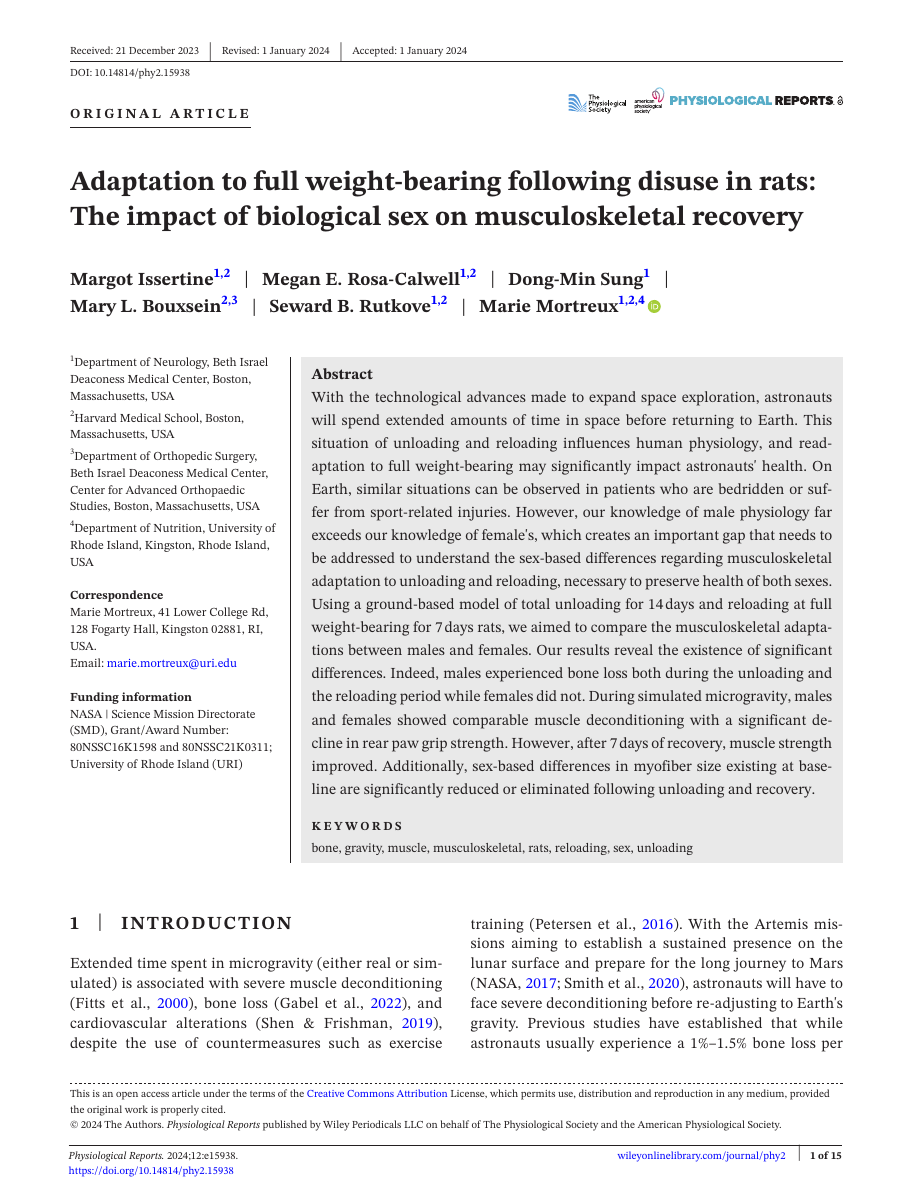 Received: 21 December 2023 | Revised: 1 January 2024 | Accepted: 1 January 2024
DOI: 10.14814/phy2.15938
ORIGINAL ARTICLE
The Physiological Society
american physiological society
PHYSIOLOGICAL REPORTS
Adaptation to full weight-bearing following disuse in rats:
The impact of biological sex on musculoskeletal recovery
Margot Issertine1,2 | Megan E. Rosa-Calwell1,2 | Dong-Min Sung1 |
Mary L. Bouxsein2,3 | Seward B. Rutkove1,2 | Marie Mortreux1,2,4
1Department of Neurology, Beth Israel
Deaconess Medical Center, Boston,
Massachusetts, USA
2Harvard Medical School, Boston,
Massachusetts, USA
3Department of Orthopedic Surgery,
Beth Israel Deaconess Medical Center,
Center for Advanced Orthopaedic
Studies, Boston, Massachusetts, USA
4Department of Nutrition, University of
Rhode Island, Kingston, Rhode Island,
USA
Correspondence
Marie Mortreux, 41 Lower College Rd,
128 Fogarty Hall, Kingston 02881, RI,
USA.
Email: marie.mortreux@uri.edu
Funding information
NASA | Science Mission Directorate
(SMD), Grant/Award Number:
80NSSC16K1598 and 80NSSC21K0311;
University of Rhode Island (URI)
Abstract
With the technological advances made to expand space exploration, astronauts
will spend extended amounts of time in space before returning to Earth. This
situation of unloading and reloading influences human physiology, and read-
aptation to full weight-bearing may significantly impact astronauts' health. On
Earth, similar situations can be observed in patients who are bedridden or suf-
fer from sport-related injuries. However, our knowledge of male physiology far
exceeds our knowledge of female's, which creates an important gap that needs to
be addressed to understand the sex-based differences regarding musculoskeletal
adaptation to unloading and reloading, necessary to preserve health of both sexes.
Using a ground-based model of total unloading for 14 days and reloading at full
weight-bearing for 7 days rats, we aimed to compare the musculoskeletal adapta-
tions between males and females. Our results reveal the existence of significant
differences. Indeed, males experienced bone loss both during the unloading and
the reloading period while females did not. During simulated microgravity, males
and females showed comparable muscle deconditioning with a significant de-
cline in rear paw grip strength. However, after 7 days of recovery, muscle strength
improved. Additionally, sex-based differences in myofiber size existing at base-
line are significantly reduced or eliminated following unloading and recovery.
KEYWORDS
bone, gravity, muscle, musculoskeletal, rats, reloading, sex, unloading
1 | INTRODUCTION
Extended time spent in microgravity (either real or sim-
ulated) is associated with severe muscle deconditioning
(Fitts et al., 2000), bone loss (Gabel et al., 2022), and
cardiovascular alterations (Shen & Frishman, 2019),
despite the use of countermeasures such as exercise
training (Petersen et al., 2016). With the Artemis mis-
sions aiming to establish a sustained presence on the
lunar surface and prepare for the long journey to Mars
(NASA, 2017; Smith et al., 2020), astronauts will have to
face severe deconditioning before re-adjusting to Earth's
gravity. Previous studies have established that while
astronauts usually experience a 1%–1.5% bone loss per
This is an open access article under the terms of the Creative Commons Attribution License, which permits use, distribution and reproduction in any medium, provided
the original work is properly cited.
© 2024 The Authors. Physiological Reports published by Wiley Periodicals LLC on behalf of The Physiological Society and the American Physiological Society.
Physiological Reports. 2024;12:e15938.
https://doi.org/10.14814/phy2.15938
wileyonlinelibrary.com/journal/phy2 | 1 of 15